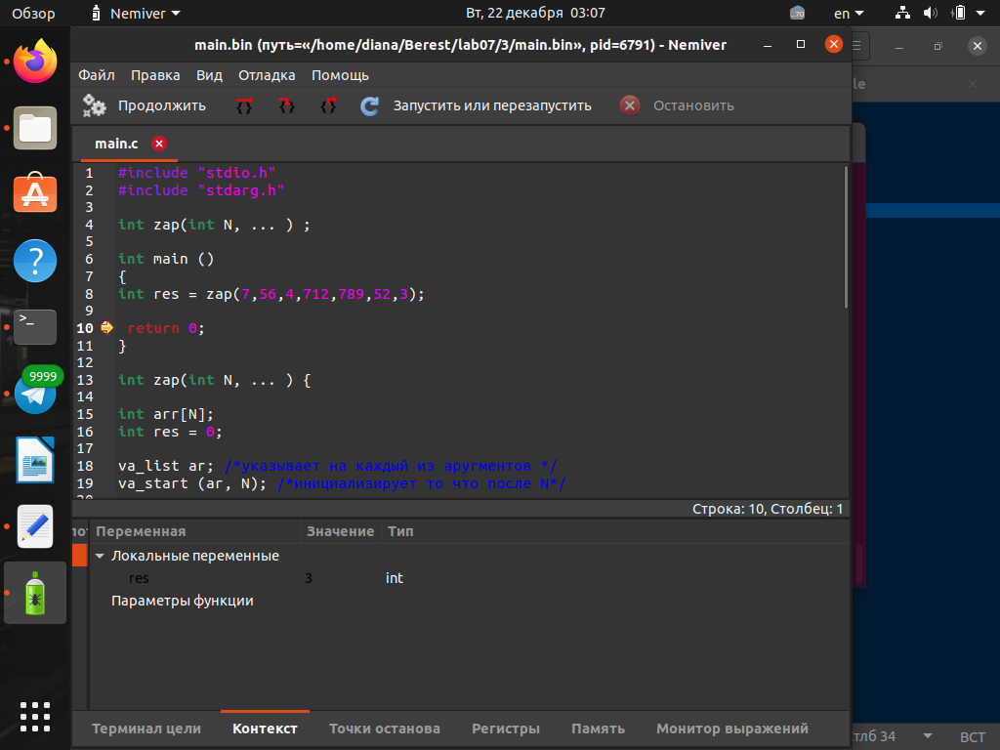 Обзор
Nemiver
Вт, 22 декабря 03:07
70
en
main.bin (путь=«/home/diana/Berest/lab07/3/main.bin», pid=6791) - Nemiver
Файл Правка Вид Отладка Помощь
Продолжить
Запустить или перезапустить
Остановить
le
main.c
1 #include "stdio.h"
2 #include "stdarg.h"
3
4 int zap(int N, ... ) ;
5
6 int main ()
7 {
8 int res = zap(7,56,4,712,789,52,3);
9
10 return 0;
11 }
12
13 int zap(int N, ... ) {
14
15 int arr[N];
16 int res = 0;
17
18 va_list ar; /*указывает на каждый из аругментов */
19 va_start (ar, N); /*инициализирует то что после N*/
20
Строка: 10, Столбец: 1
Переменная Значение Тип
Локальные переменные
res 3 int
Параметры функции
Терминал цели Контекст Точки останова Регистры Память Монитор выражений
9999
>_
тлб 34
ВСТ